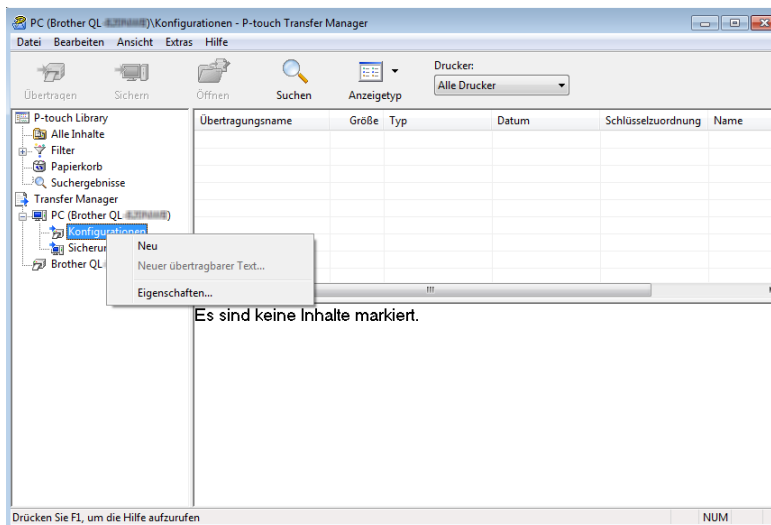 PC (Brother QL-)\Konfigurationen - P-touch Transfer Manager
Datei Bearbeiten Ansicht Extras Hilfe
Übertragen Sichern Öffnen Suchen Anzeigetyp
Drucker:
Alle Drucker
P-touch Library
Alle Inhalte
Filter
Papierkorb
Suchergebnisse
Transfer Manager
PC (Brother QL-)
Konfigurationen
Brother QL
Neu
Neuer übertragbarer Text...
Eigenschaften...
Übertragungsname Größe Typ Datum Schlüsselzuordnung Name
Es sind keine Inhalte markiert.
Drücken Sie F1, um die Hilfe aufzurufen
NUM